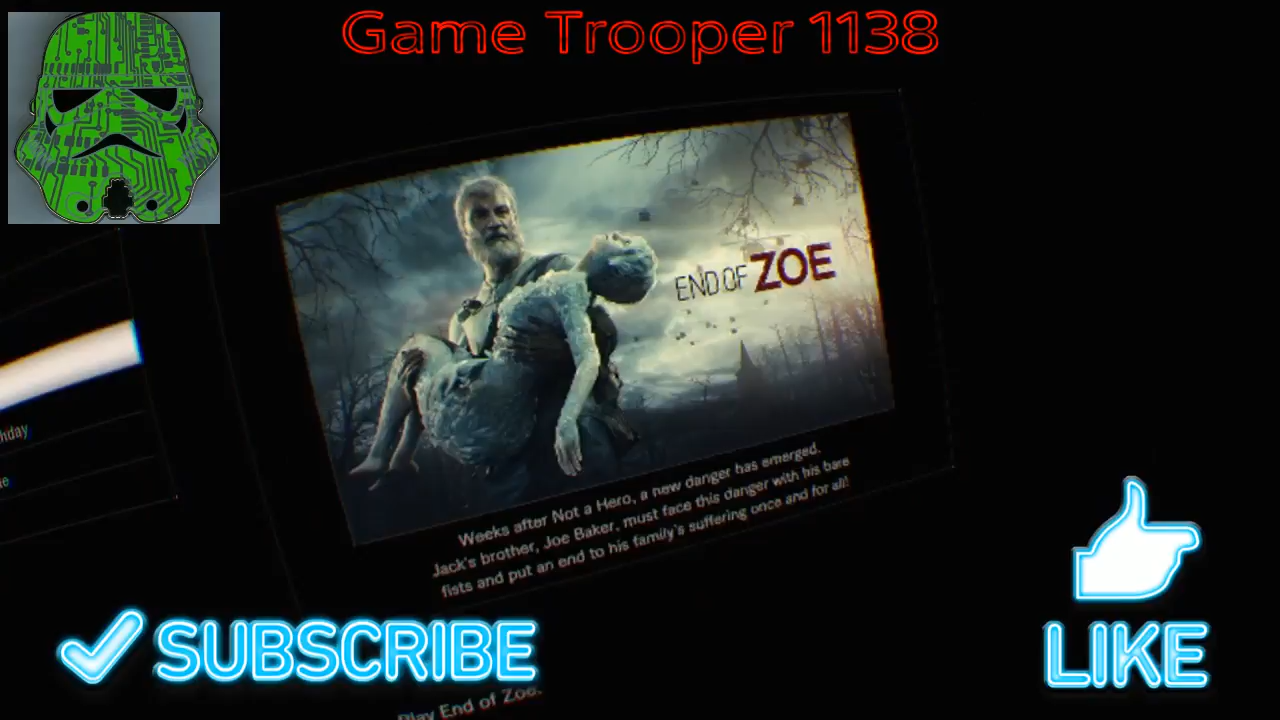 Game Trooper 1138
END OF ZOE
hday
Weeks after Not a Hero, a new danger has emerged.
Jack's brother, Joe Baker, must face this danger with his bare
fists and put an end to his family's suffering once and for all!
SUBSCRIBE
LIKE
Play End of Zoe.